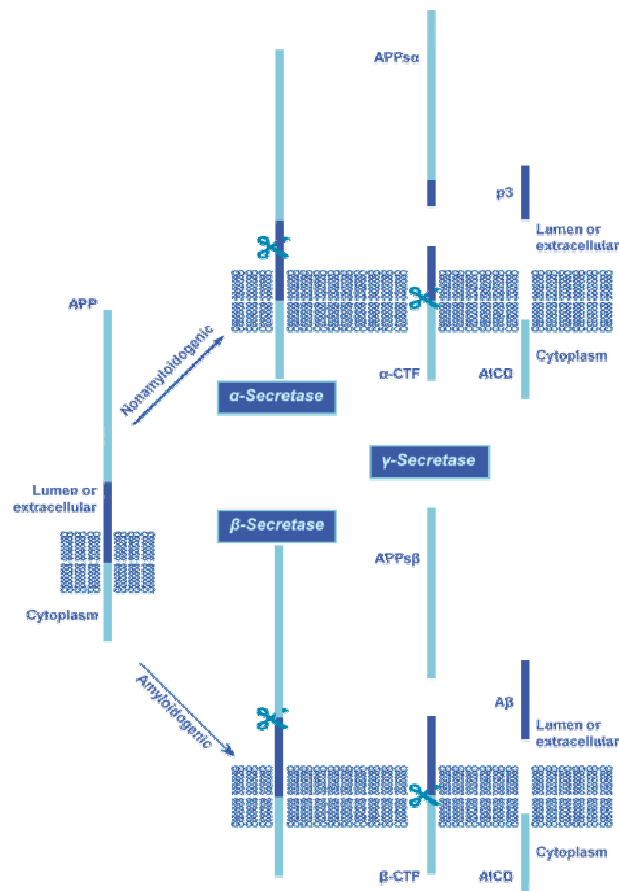 APPsα
p3
Lumen or
extracellular
APP
Nonamyloidogenic
Cytoplasm
α-CTF
AICD
α-Secretase
γ-Secretase
Lumen or
extracellular
β-Secretase
APPsβ
Cytoplasm
Amyloidogenic
Aβ
Lumen or
extracellular
Cytoplasm
β-CTF
AICD